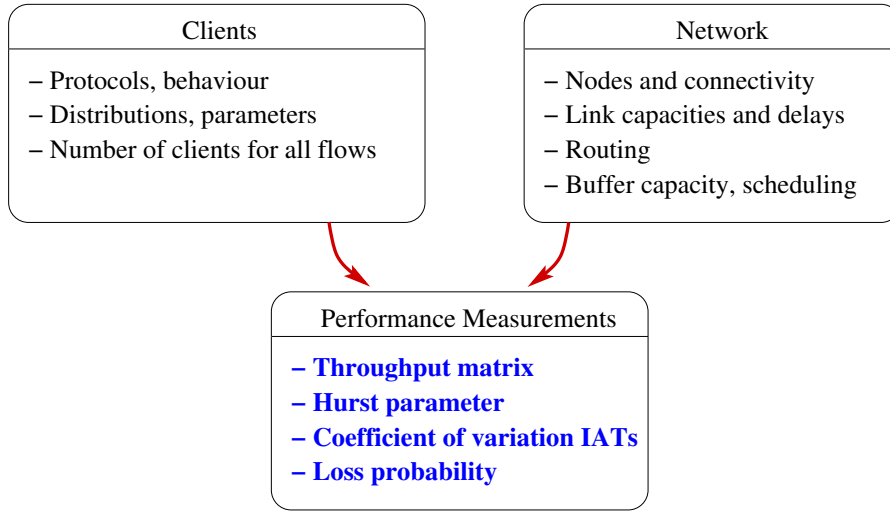 Clients
– Protocols, behaviour
– Distributions, parameters
– Number of clients for all flows
Network
– Nodes and connectivity
– Link capacities and delays
– Routing
– Buffer capacity, scheduling
Performance Measurements
– Throughput matrix
– Hurst parameter
– Coefficient of variation IATs
– Loss probability